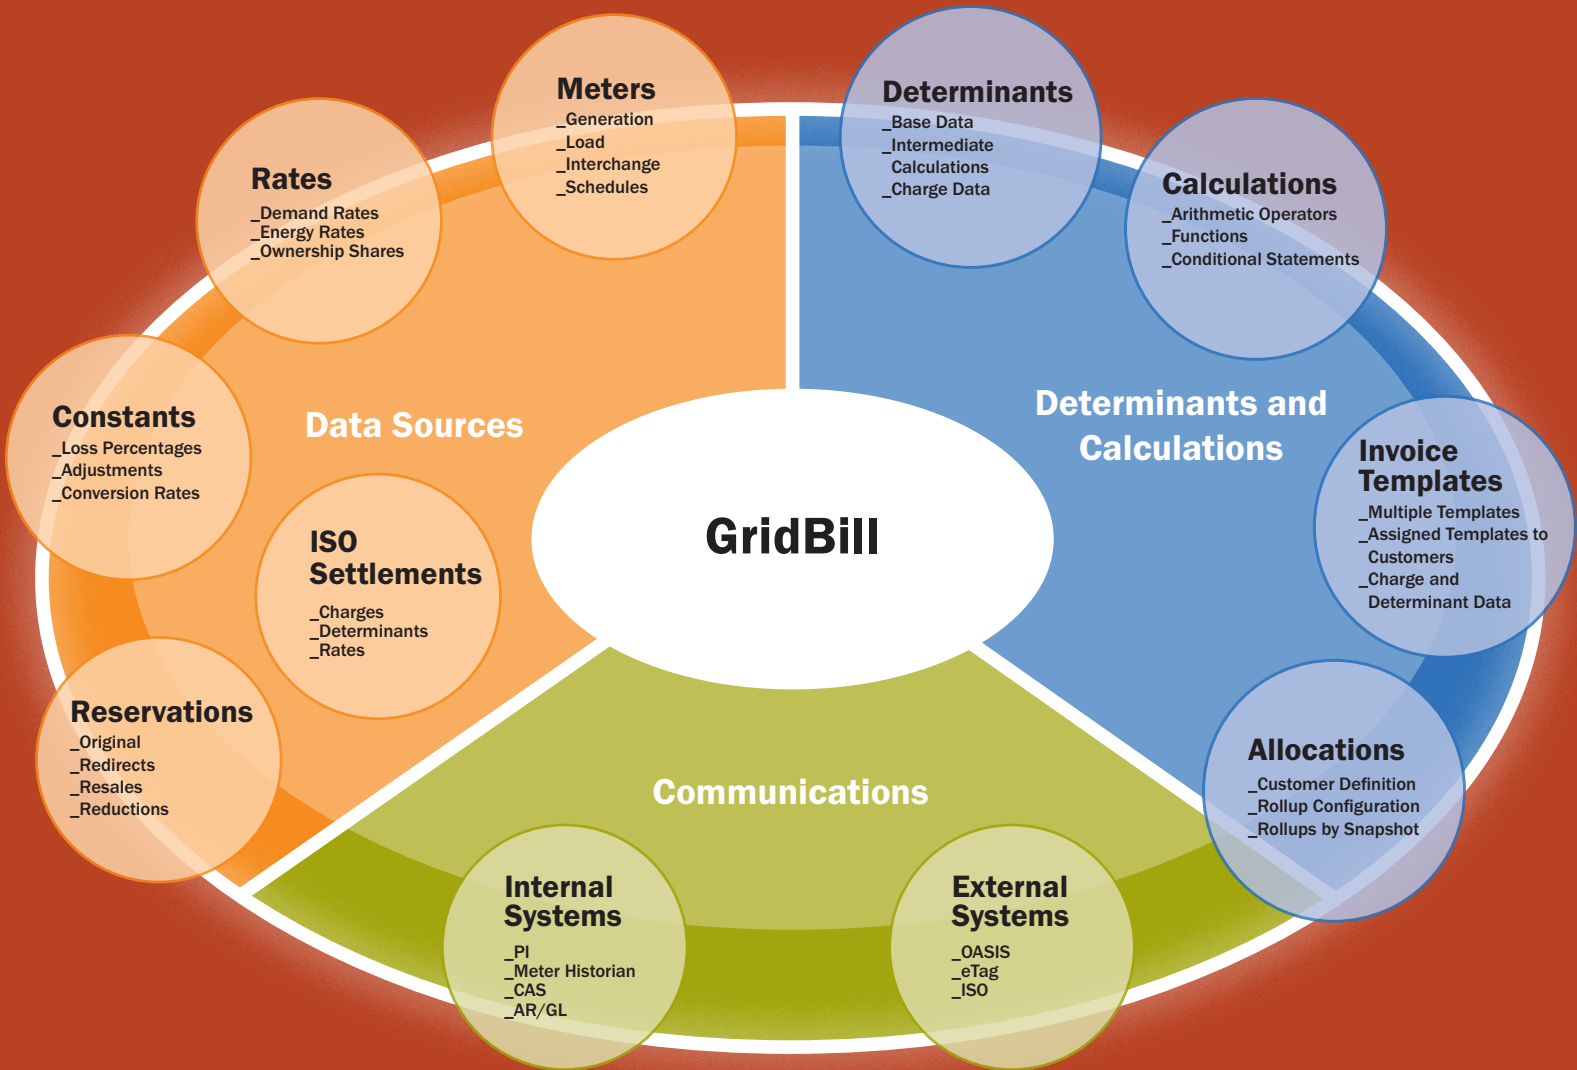 Meters
_Generation
_Load
_Interchange
_Schedules
Determinants
_Base Data
_Intermediate
Calculations
_Charge Data
Rates
_Demand Rates
_Energy Rates
_Ownership Shares
Calculations
_Arithmetic Operators
_Functions
_Conditional Statements
Constants
_Loss Percentages
_Adjustments
_Conversion Rates
Data Sources
Determinants and
Calculations
Invoice
Templates
_Multiple Templates
_Assigned Templates to
Customers
_Charge and
Determinant Data
ISO
Settlements
_Charges
_Determinants
_Rates
GridBill
Reservations
_Original
_Redirects
_Resales
_Reductions
Communications
Allocations
_Customer Definition
_Rollup Configuration
_Rollups by Snapshot
Internal
Systems
_PI
_Meter Historian
_CAS
_AR/GL
External
Systems
_OASIS
_eTag
_ISO